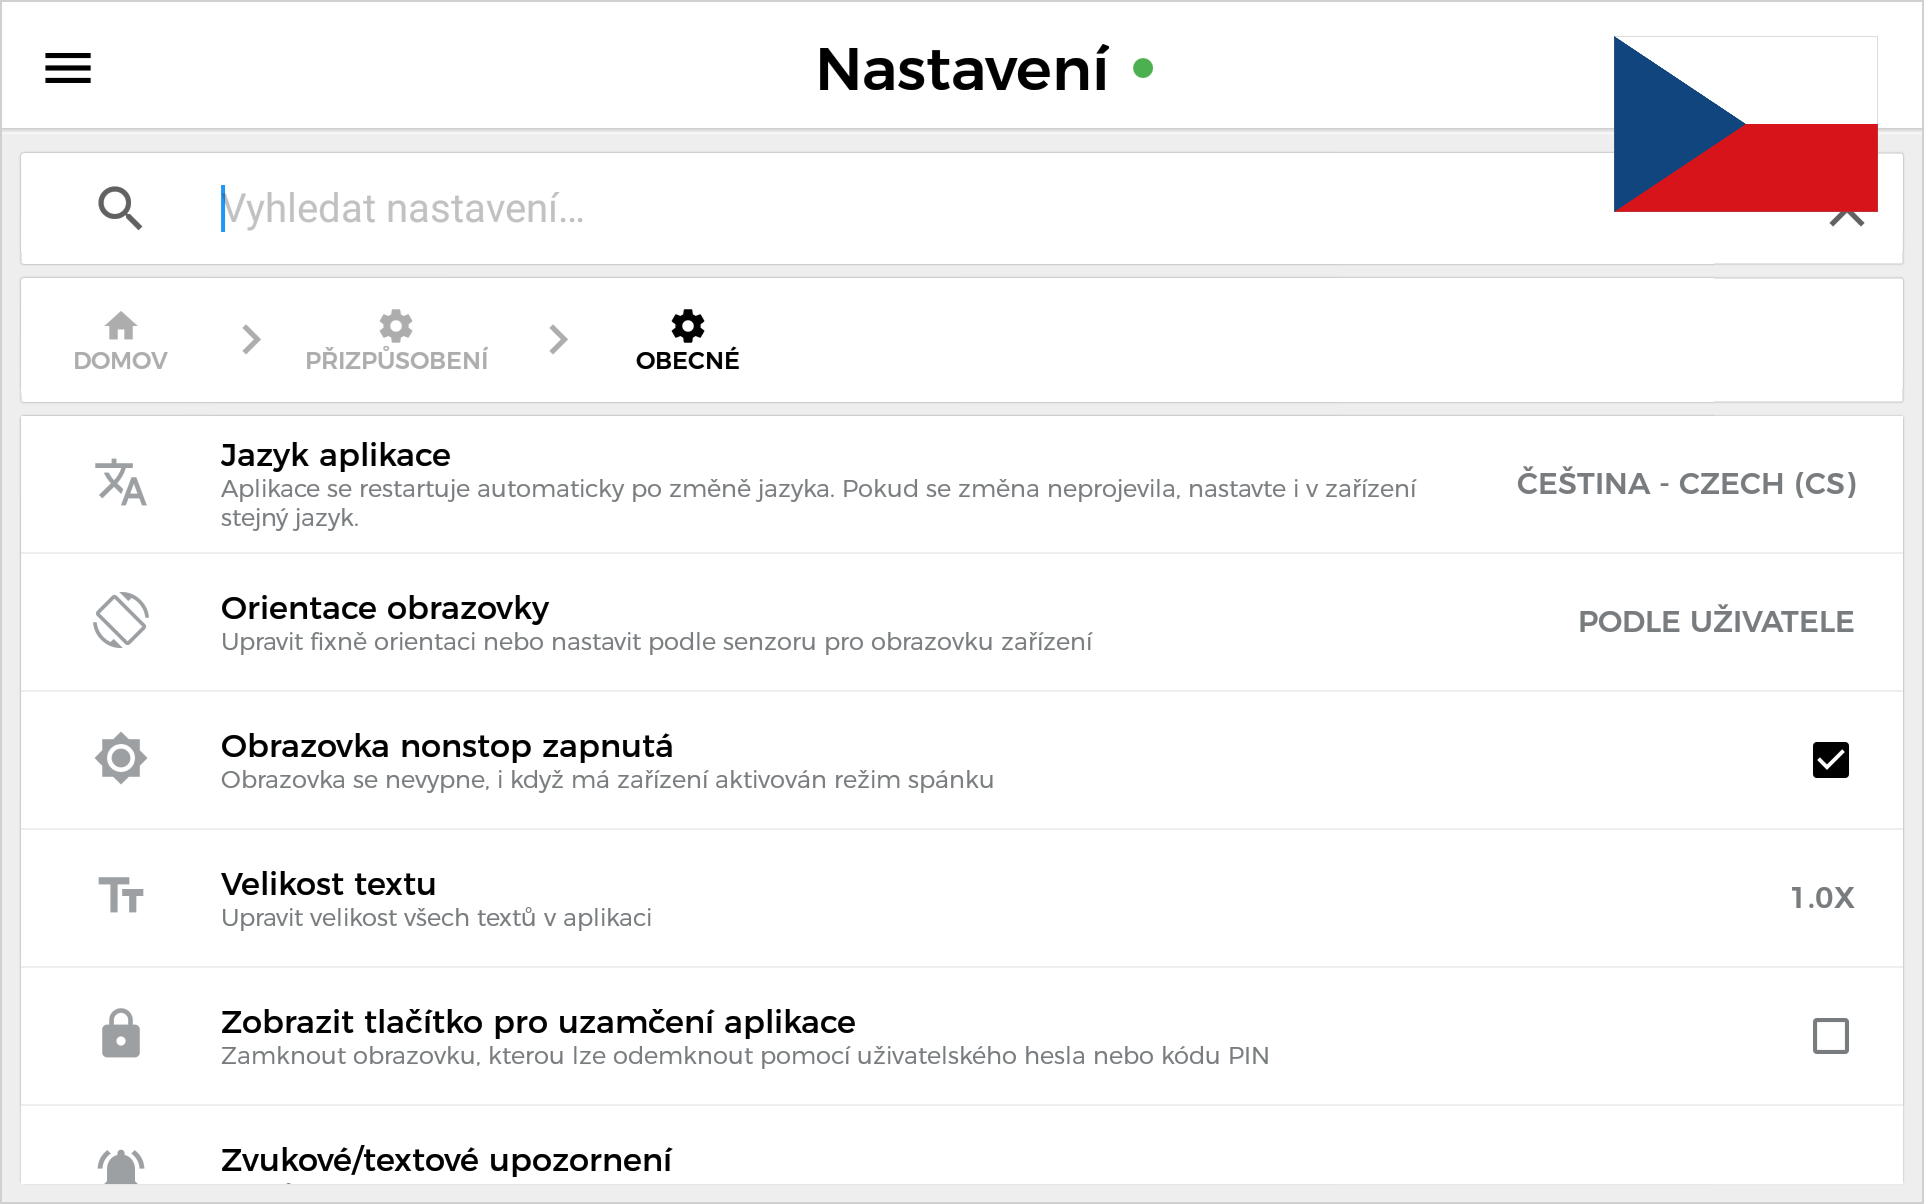 Nastavení
Vyhledat nastavení...
DOMOV
PŘIZPŮSOBENÍ
OBECNÉ
Jazyk aplikace
Aplikace se restartuje automaticky po změně jazyka. Pokud se změna neprojevila, nastavte i v zařízení
stejný jazyk.
ČEŠTINA - CZECH (CS)
Orientace obrazovky
Upravit fixně orientaci nebo nastavit podle senzoru pro obrazovku zařízení
PODLE UŽIVATELE
Obrazovka nonstop zapnutá
Obrazovka se nevypne, i když má zařízení aktivován režim spánku
Velikost textu
Upravit velikost všech textů v aplikaci
1.0X
Zobrazit tlačítko pro uzamčení aplikace
Zamknout obrazovku, kterou lze odemknout pomocí uživatelského hesla nebo kódu PIN
Zvukové/textové upozornení